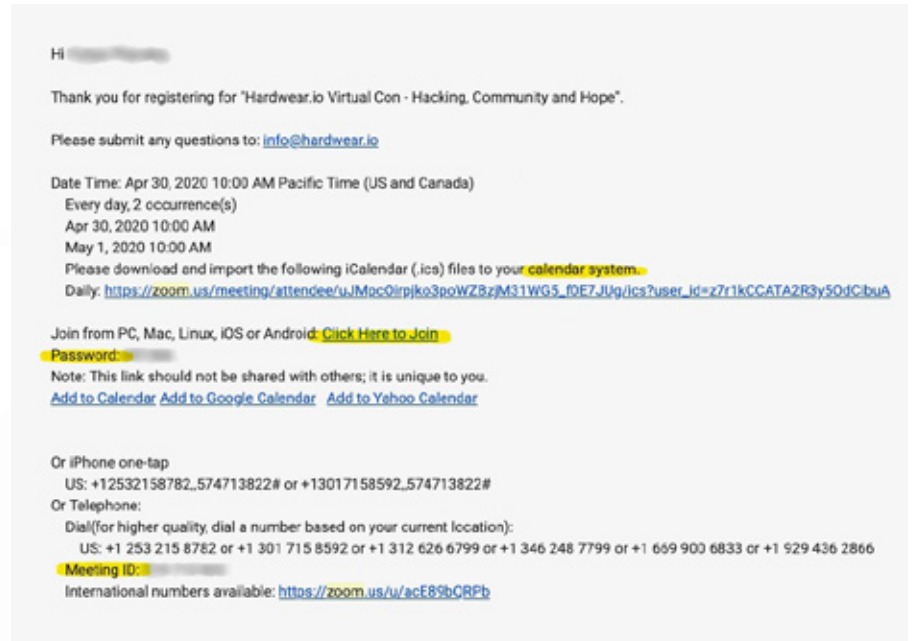 Hi
Thank you for registering for "Hardwear.io Virtual Con - Hacking, Community and Hope".
Please submit any questions to: info@hardwear.io
Date Time: Apr 30, 2020 10:00 AM Pacific Time (US and Canada)
Every day, 2 occurrence(s)
Apr 30, 2020 10:00 AM
May 1, 2020 10:00 AM
Please download and import the following iCalendar (.ics) files to your calendar system.
Daily: https://zoom.us/meeting/attendee/uJMpcOirpjko3poWZBzjM31WG5_f0E7JUg/ics?user_id=z7r1kCCATA2R3y5OdCibuA
Join from PC, Mac, Linux, iOS or Android: Click Here to Join
Password:
Note: This link should not be shared with others; it is unique to you.
Add to Calendar Add to Google Calendar Add to Yahoo Calendar
Or iPhone one-tap
US: +12532158782,,574713822# or +13017158592,,574713822#
Or Telephone:
Dial(for higher quality, dial a number based on your current location):
US: +1 253 215 8782 or +1 301 715 8592 or +1 312 626 6799 or +1 346 248 7799 or +1 669 900 6833 or +1 929 436 2866
Meeting ID:
International numbers available: https://zoom.us/u/acE89bCRPb